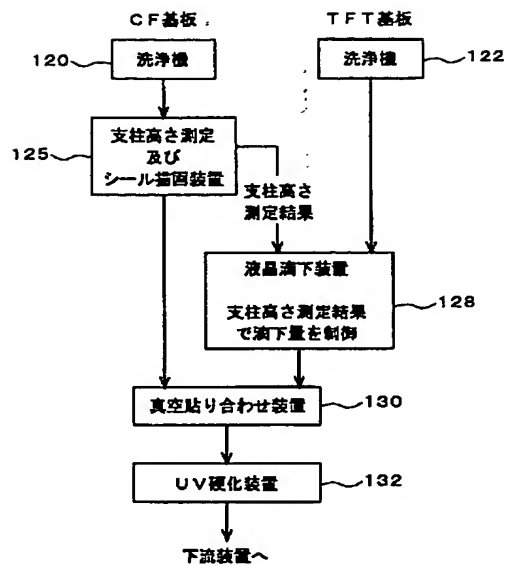 CF基板
TFT基板
120
洗浄機
洗浄機
122
125
支柱高さ測定
及び
シール描画装置
支柱高さ
測定結果
液晶滴下装置
支柱高さ測定結果
で滴下量を制御
128
真空貼り合わせ装置
130
UV硬化装置
132
下流装置へ